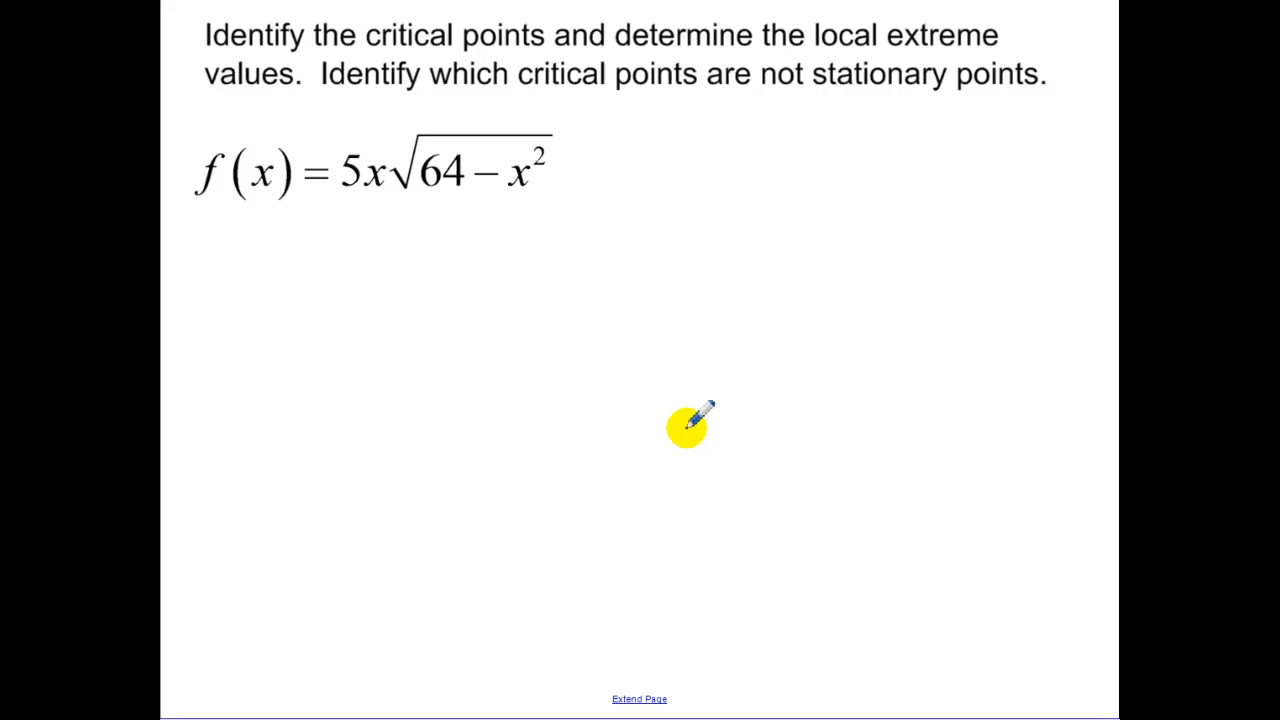 Identify the critical points and determine the local extreme
values.  Identify which critical points are not stationary points.
f(x) = 5x√(64 − x²)
Extend Page